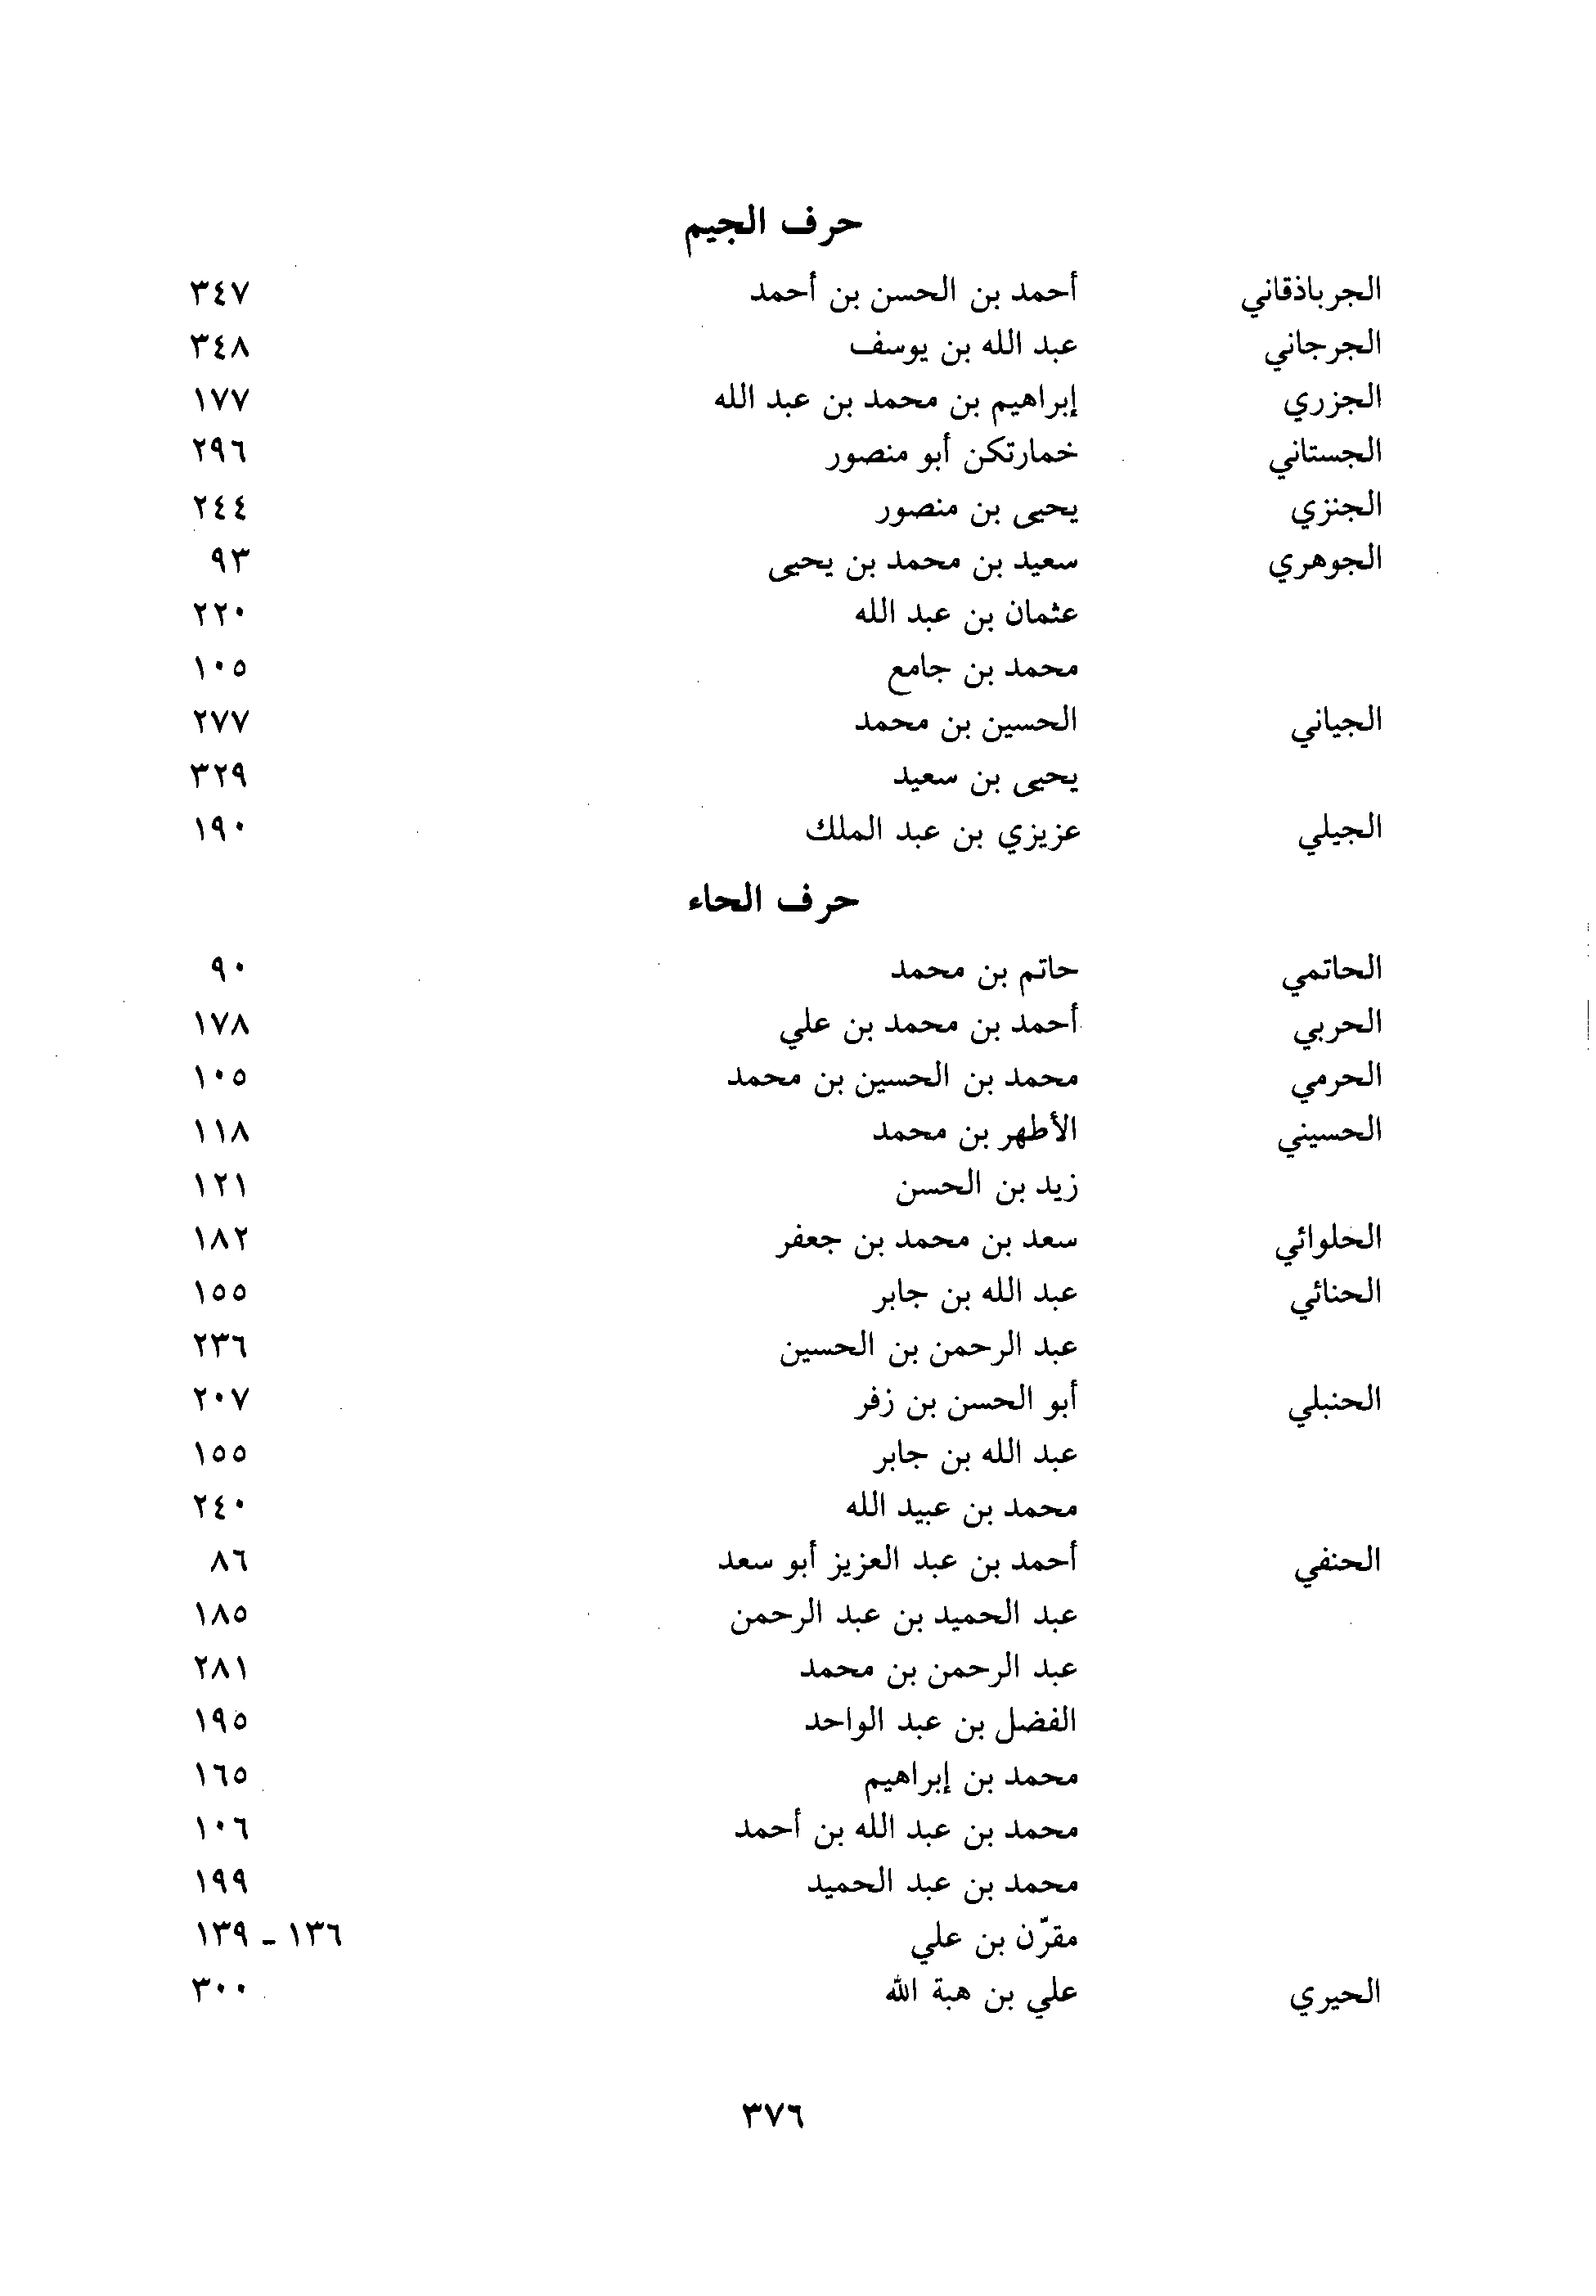 حرف الجيم
الجرباذقاني أحمد بن الحسن بن أحمد ٣٤٧
الجرجاني عبد الله بن يوسف ٣٤٨
الجزري إبراهيم بن محمد بن عبد الله ١٧٧
الجستاني خمارتكن أبو منصور ٢٩٦
الجنزي يحيى بن منصور ٢٤٤
الجوهري سعيد بن محمد بن يحيى ٩٣
عثمان بن عبد الله ٢٢٠
محمد بن جامع ١٠٥
الجياني الحسين بن محمد ٢٧٧
يحيى بن سعيد ٣٢٩
الجيلي عزيزي بن عبد الملك ١٩٠
حرف الحاء
الحاتمي حاتم بن محمد ٩٠
الحربي أحمد بن محمد بن علي ١٧٨
الحرمي محمد بن الحسين بن محمد ١٠٥
الحسيني الأطهر بن محمد ١١٨
زيد بن الحسن ١٢١
الحلوائي سعد بن محمد بن جعفر ١٨٢
الحنائي عبد الله بن جابر ١٥٥
عبد الرحمن بن الحسين ٢٣٦
الحنبلي أبو الحسن بن زفر ٢٠٧
عبد الله بن جابر ١٥٥
محمد بن عبيد الله ٢٤٠
الحنفي أحمد بن عبد العزيز أبو سعد ٨٦
عبد الحميد بن عبد الرحمن ١٨٥
عبد الرحمن بن محمد ٢٨١
الفضل بن عبد الواحد ١٩٥
محمد بن إبراهيم ١٦٥
محمد بن عبد الله بن أحمد ١٠٦
محمد بن عبد الحميد ١٩٩
مقرّن بن علي ١٣٦ ـ ١٣٩
الحيري علي بن هبة الله ٣٠٠
٣٧٦